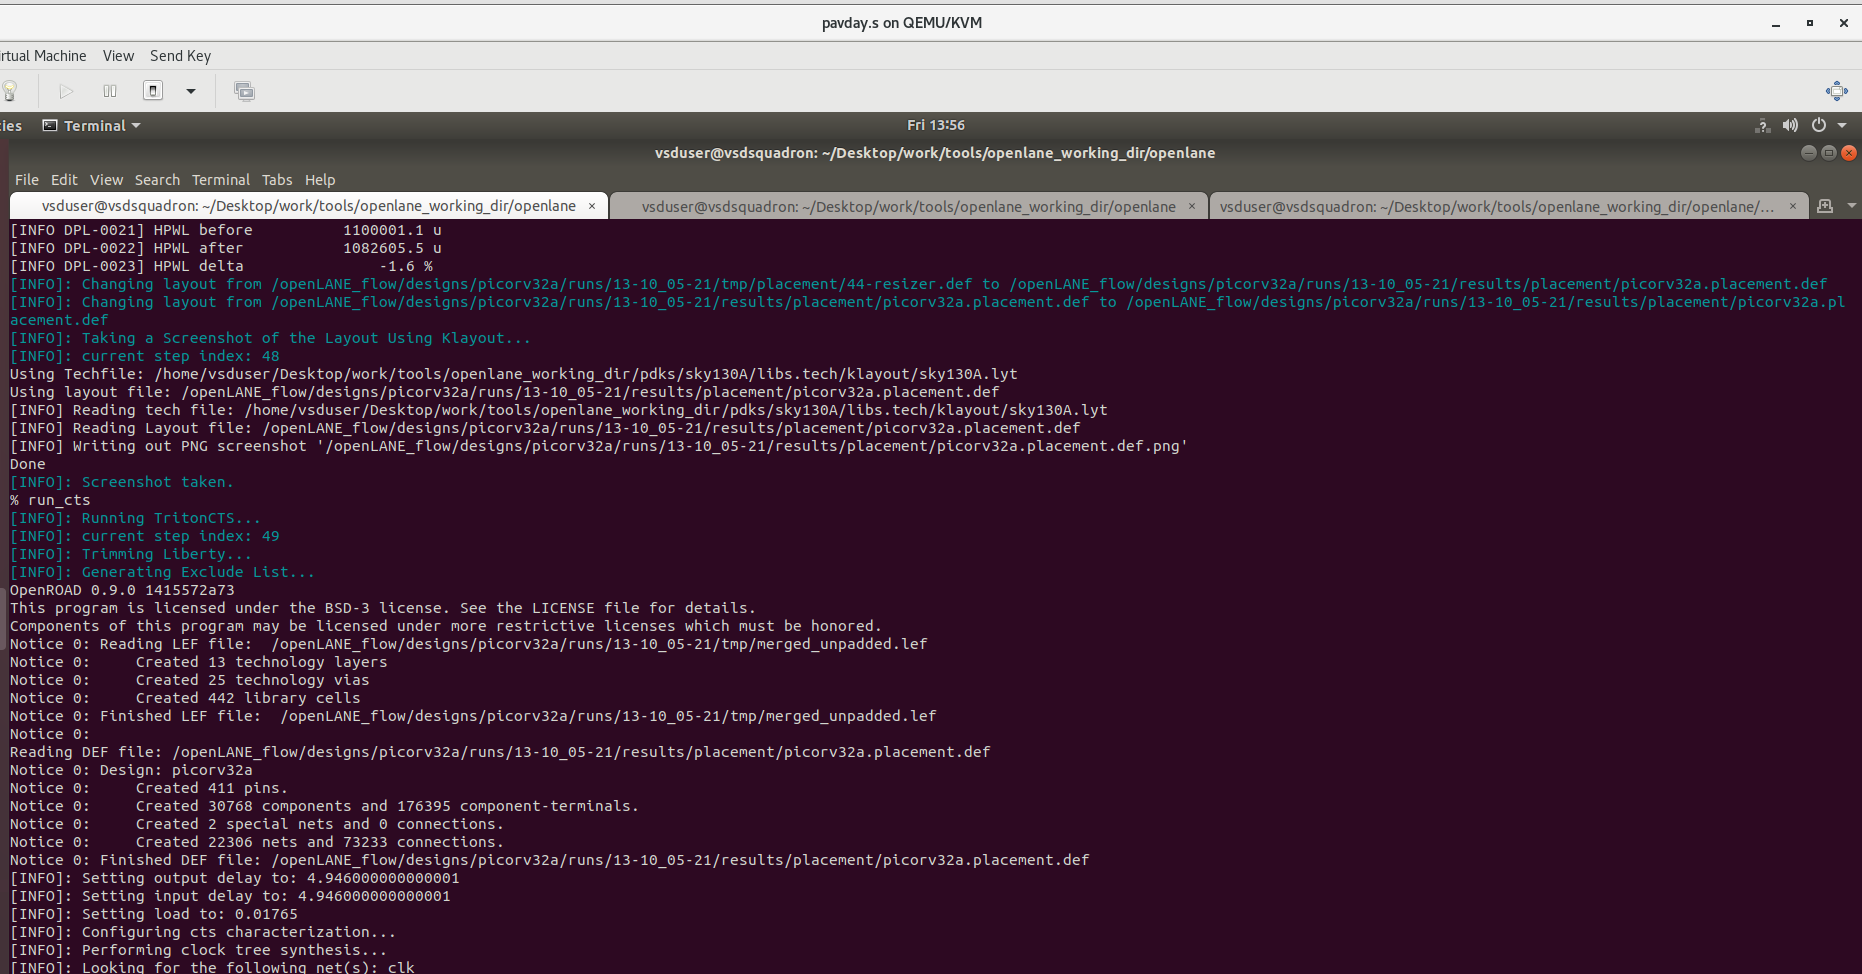 pavday.s on QEMU/KVM
irtual Machine View Send Key
ies Terminal Fri 13:56
vsduser@vsdsquadron: ~/Desktop/work/tools/openlane_working_dir/openlane
File Edit View Search Terminal Tabs Help
vsduser@vsdsquadron: ~/Desktop/work/tools/openlane_working_dir/openlane × vsduser@vsdsquadron: ~/Desktop/work/tools/openlane_working_dir/openlane × vsduser@vsdsquadron: ~/Desktop/work/tools/openlane_working_dir/openlane/... ×
[INFO DPL-0021] HPWL before          1100001.1 u
[INFO DPL-0022] HPWL after           1082605.5 u
[INFO DPL-0023] HPWL delta               -1.6 %
[INFO]: Changing layout from /openLANE_flow/designs/picorv32a/runs/13-10_05-21/tmp/placement/44-resizer.def to /openLANE_flow/designs/picorv32a/runs/13-10_05-21/results/placement/picorv32a.placement.def
[INFO]: Changing layout from /openLANE_flow/designs/picorv32a/runs/13-10_05-21/results/placement/picorv32a.placement.def to /openLANE_flow/designs/picorv32a/runs/13-10_05-21/results/placement/picorv32a.pl
acement.def
[INFO]: Taking a Screenshot of the Layout Using Klayout...
[INFO]: current step index: 48
Using Techfile: /home/vsduser/Desktop/work/tools/openlane_working_dir/pdks/sky130A/libs.tech/klayout/sky130A.lyt
Using layout file: /openLANE_flow/designs/picorv32a/runs/13-10_05-21/results/placement/picorv32a.placement.def
[INFO] Reading tech file: /home/vsduser/Desktop/work/tools/openlane_working_dir/pdks/sky130A/libs.tech/klayout/sky130A.lyt
[INFO] Reading Layout file: /openLANE_flow/designs/picorv32a/runs/13-10_05-21/results/placement/picorv32a.placement.def
[INFO] Writing out PNG screenshot '/openLANE_flow/designs/picorv32a/runs/13-10_05-21/results/placement/picorv32a.placement.def.png'
Done
[INFO]: Screenshot taken.
% run_cts
[INFO]: Running TritonCTS...
[INFO]: current step index: 49
[INFO]: Trimming Liberty...
[INFO]: Generating Exclude List...
OpenROAD 0.9.0 1415572a73
This program is licensed under the BSD-3 license. See the LICENSE file for details.
Components of this program may be licensed under more restrictive licenses which must be honored.
Notice 0: Reading LEF file:  /openLANE_flow/designs/picorv32a/runs/13-10_05-21/tmp/merged_unpadded.lef
Notice 0:     Created 13 technology layers
Notice 0:     Created 25 technology vias
Notice 0:     Created 442 library cells
Notice 0: Finished LEF file:  /openLANE_flow/designs/picorv32a/runs/13-10_05-21/tmp/merged_unpadded.lef
Notice 0:
Reading DEF file: /openLANE_flow/designs/picorv32a/runs/13-10_05-21/results/placement/picorv32a.placement.def
Notice 0: Design: picorv32a
Notice 0:     Created 411 pins.
Notice 0:     Created 30768 components and 176395 component-terminals.
Notice 0:     Created 2 special nets and 0 connections.
Notice 0:     Created 22306 nets and 73233 connections.
Notice 0: Finished DEF file: /openLANE_flow/designs/picorv32a/runs/13-10_05-21/results/placement/picorv32a.placement.def
[INFO]: Setting output delay to: 4.946000000000001
[INFO]: Setting input delay to: 4.946000000000001
[INFO]: Setting load to: 0.01765
[INFO]: Configuring cts characterization...
[INFO]: Performing clock tree synthesis...
[INFO]: Looking for the following net(s): clk